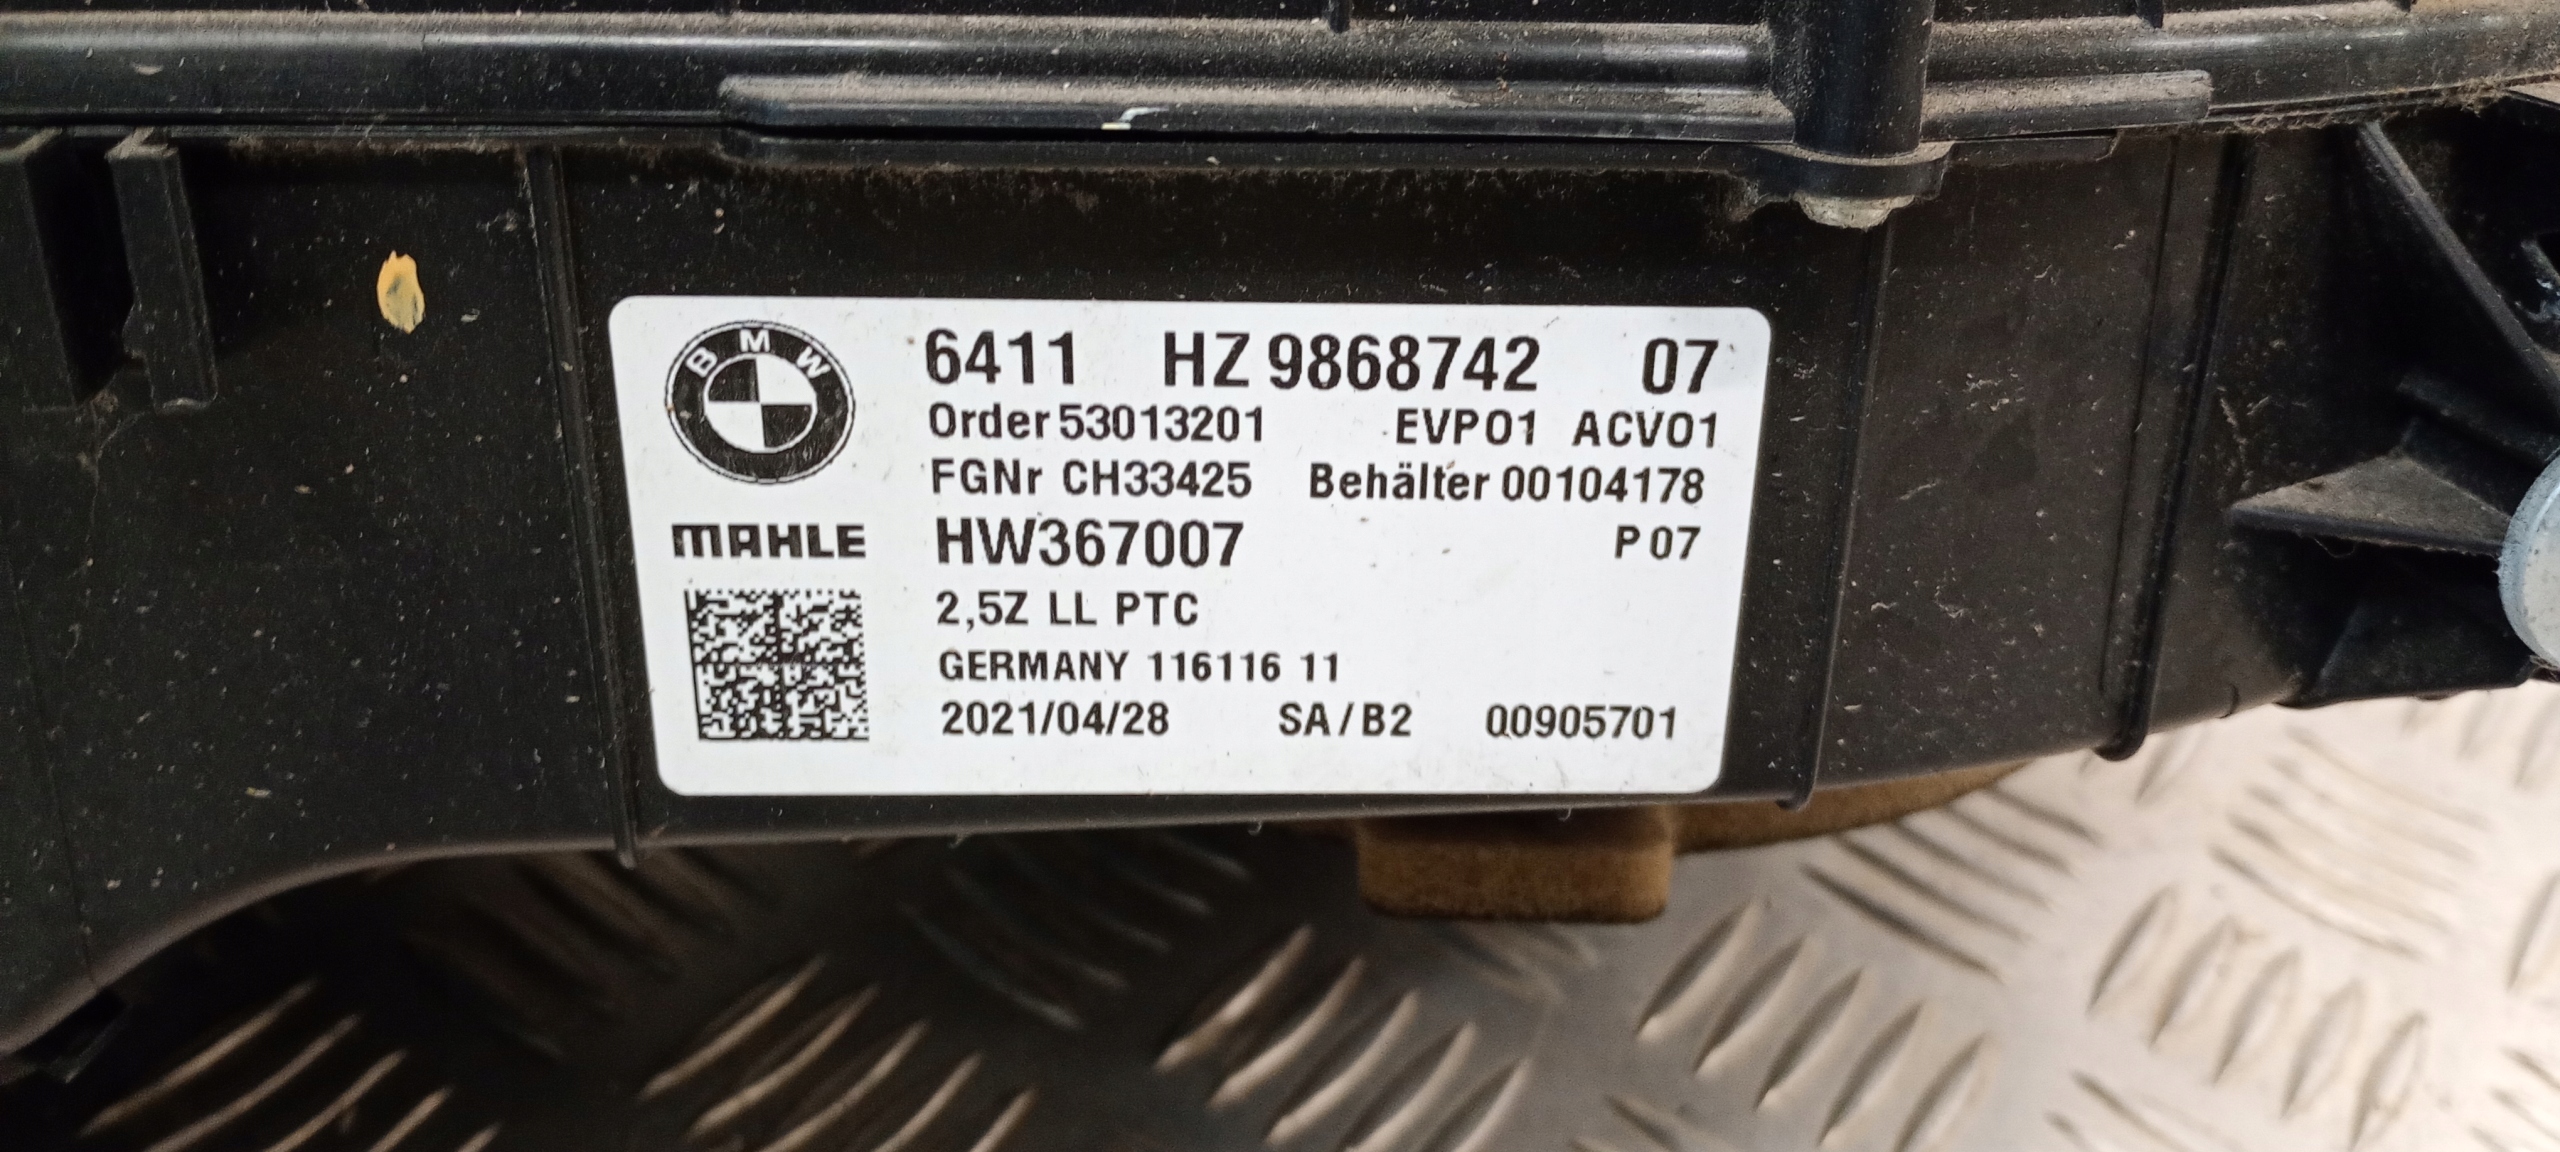 BMW
6411 HZ 9868742 07
Order 53013201 EVP01 ACV01
FGNr CH33425 Behälter 00104178
MAHLE HW367007 P 07
2,5Z LL PTC
GERMANY 116116 11
2021/04/28 SA/B2 00905701